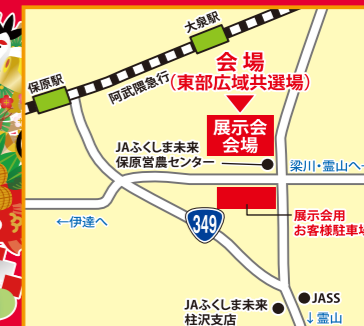 大泉駅
保原駅
阿武隈急行
会場
(東部広域共選場)
展示会
会場
JAふくしま未来
保原営農センター
梁川・霊山へ→
←伊達へ
349
展示会用
お客様駐車場
JAふくしま未来
柱沢支店
JASS
↓霊山